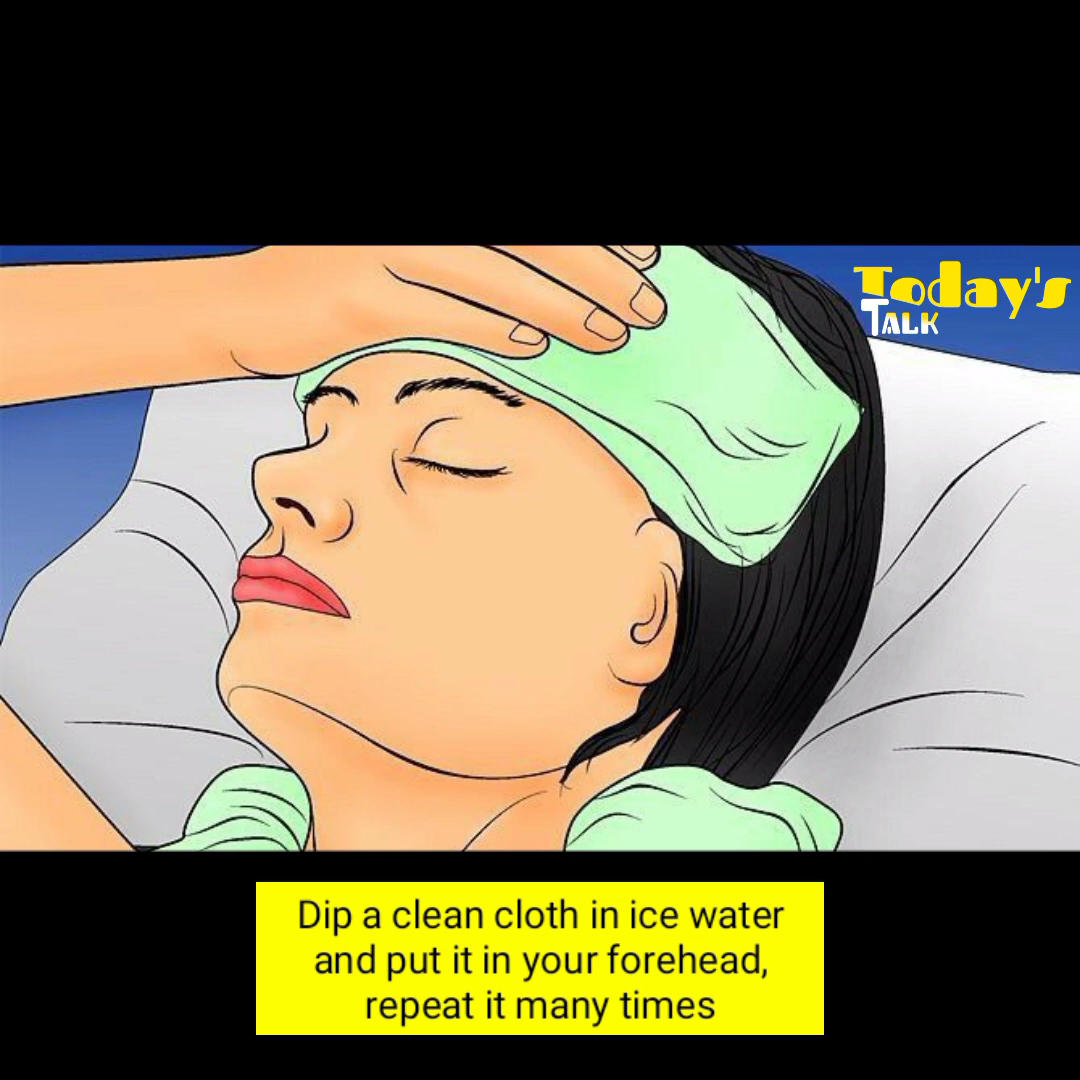 Today's
TALK
Dip a clean cloth in ice water
and put it in your forehead,
repeat it many times